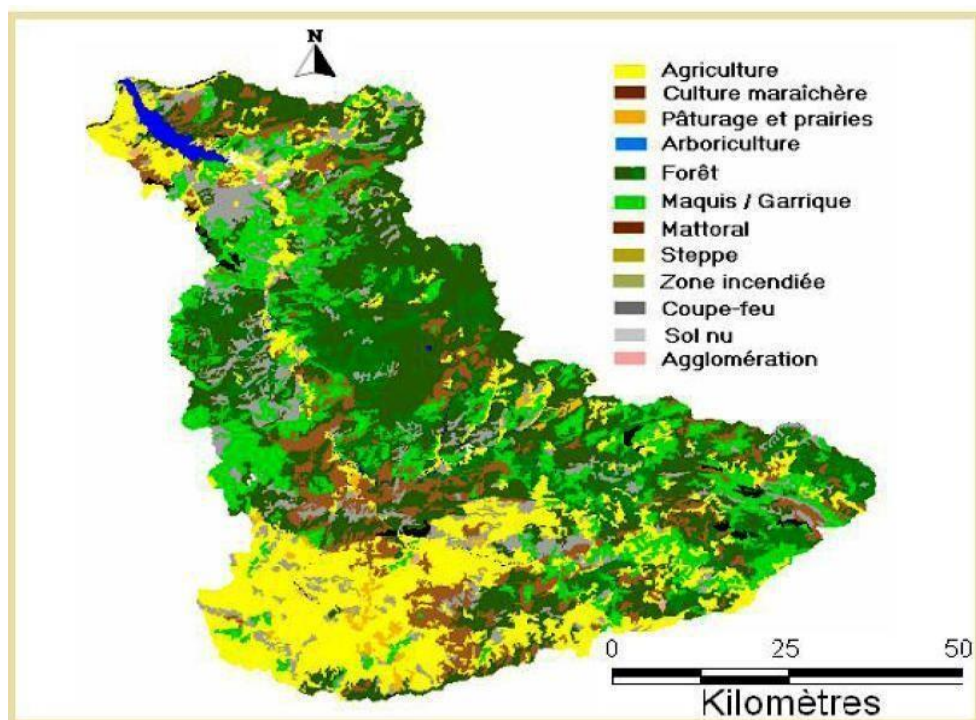 N
Agriculture
Culture maraîchère
Pâturage et prairies
Arboriculture
Forêt
Maquis / Garrique
Mattoral
Steppe
Zone incendiée
Coupe-feu
Sol nu
Agglomération
0 25 50
Kilomètres